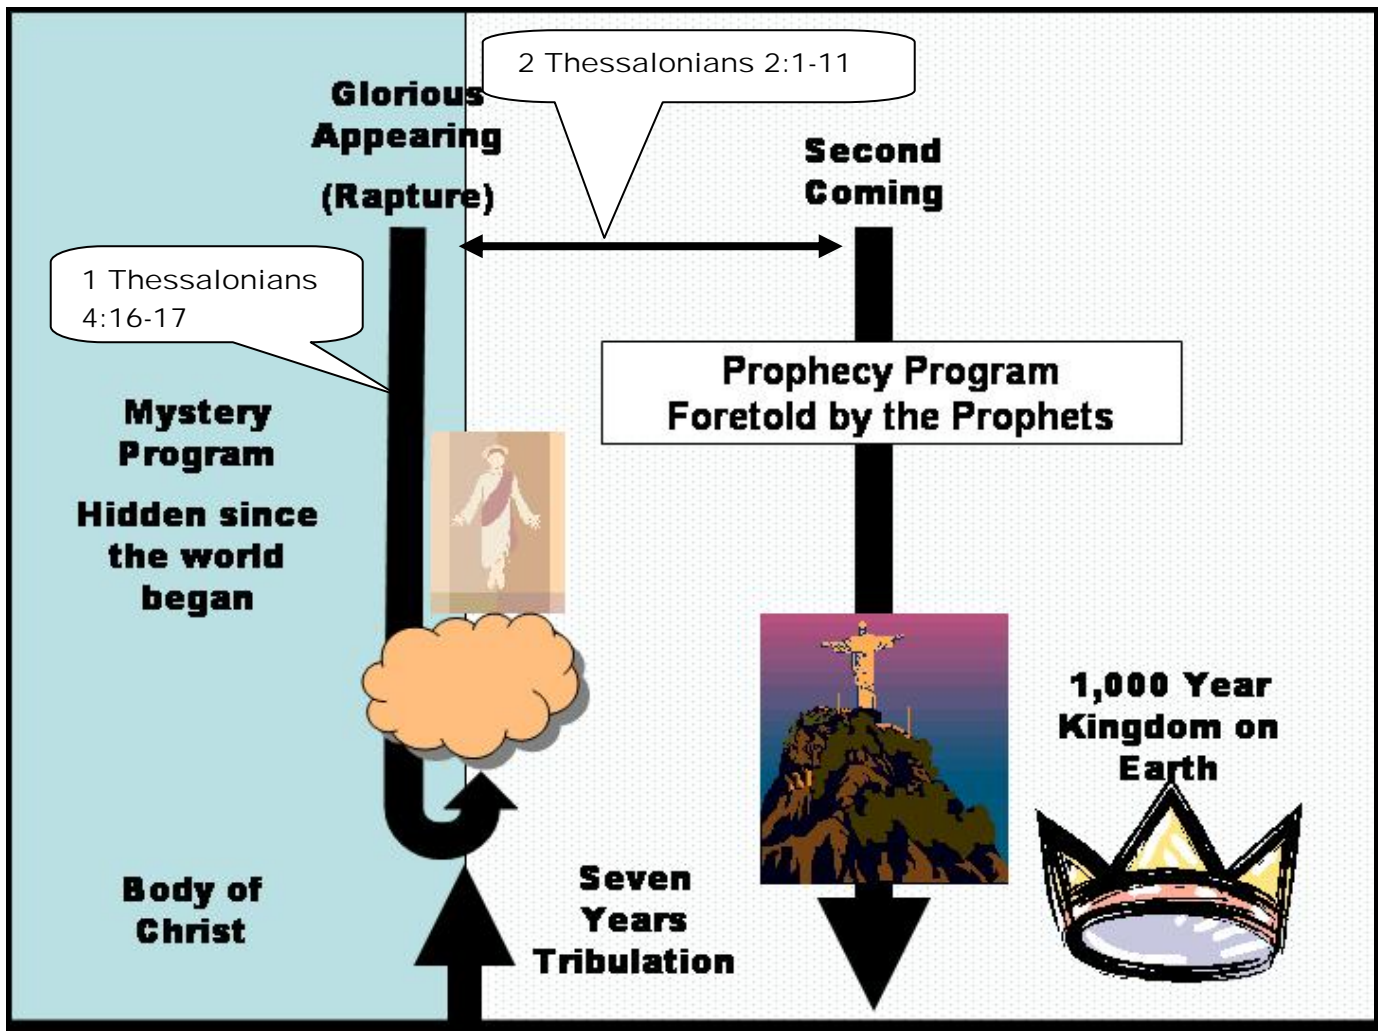 2 Thessalonians 2:1-11
Glorious
Appearing
(Rapture)
Second
Coming
1 Thessalonians
4:16-17
Prophecy Program
Foretold by the Prophets
Mystery
Program
Hidden since
the world
began
1,000 Year
Kingdom on
Earth
Body of
Christ
Seven
Years
Tribulation